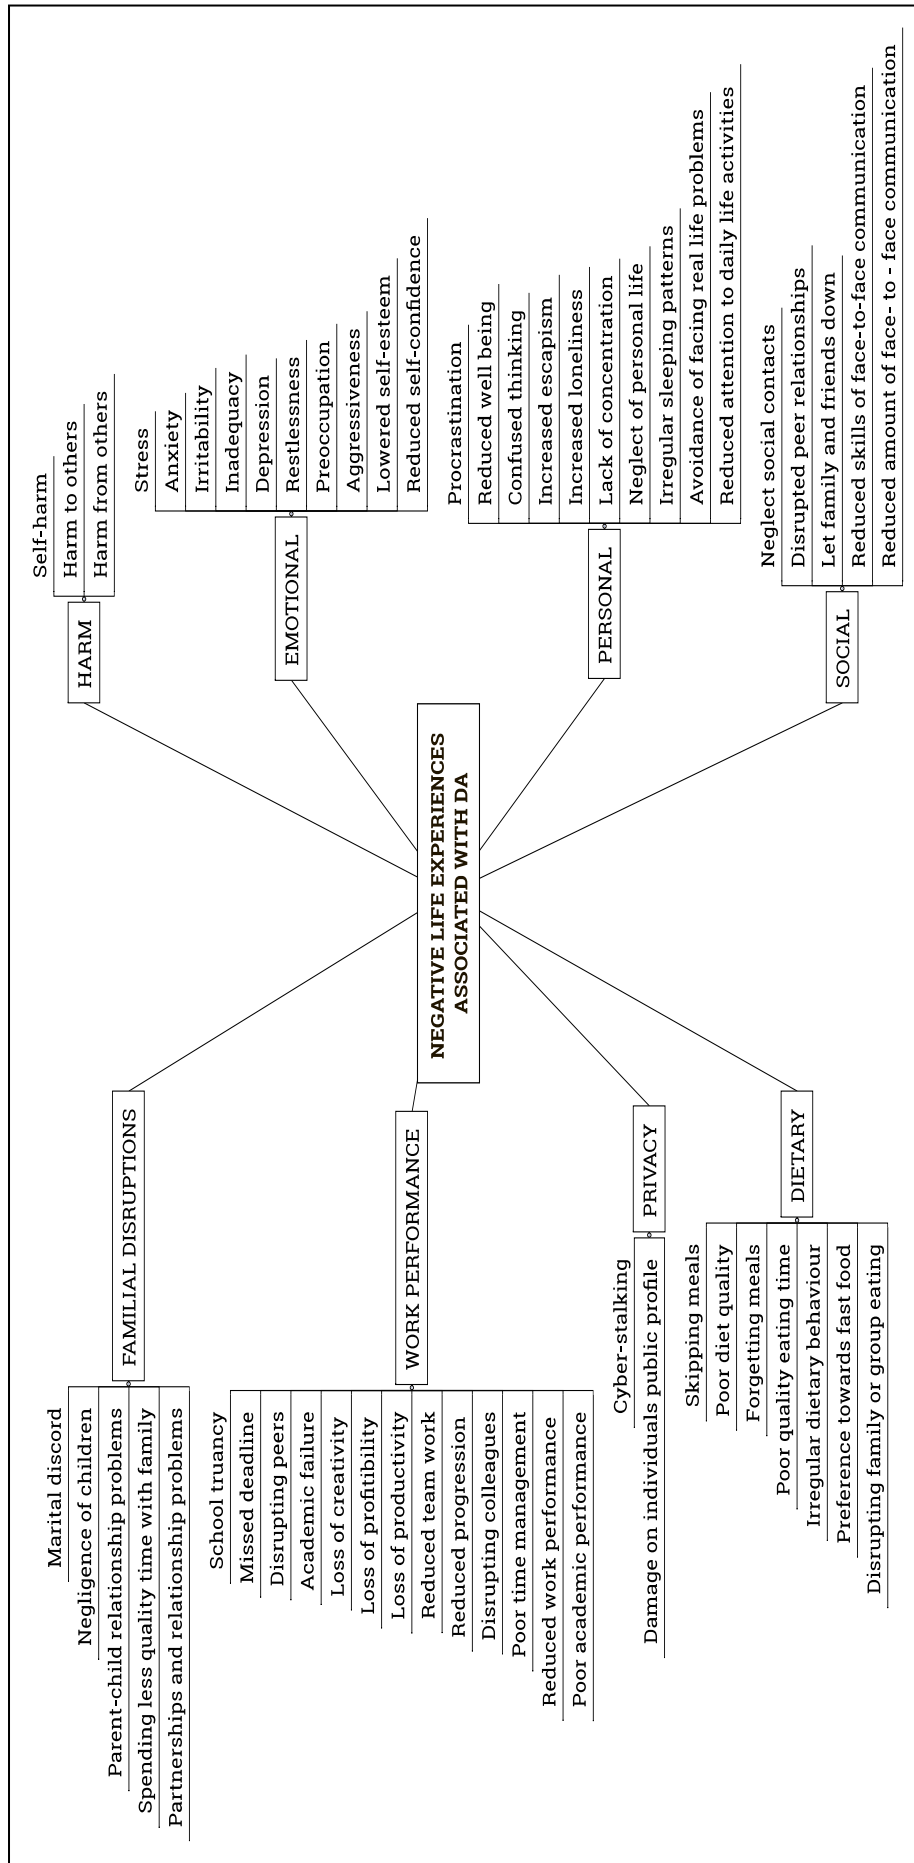 NEGATIVE LIFE EXPERIENCES
ASSOCIATED WITH DA
FAMILIAL DISRUPTIONS
Marital discord
Negligence of children
Parent-child relationship problems
Spending less quality time with family
Partnerships and relationship problems
WORK PERFORMANCE
School truancy
Missed deadline
Disrupting peers
Academic failure
Loss of creativity
Loss of profitibility
Loss of productivity
Reduced team work
Reduced progression
Disrupting colleagues
Poor time management
Reduced work performance
Poor academic performance
PRIVACY
Cyber-stalking
Damage on individuals public profile
DIETARY
Skipping meals
Poor diet quality
Forgetting meals
Poor quality eating time
Irregular dietary behaviour
Preference towards fast food
Disrupting family or group eating
HARM
Self-harm
Harm to others
Harm from others
EMOTIONAL
Stress
Anxiety
Irritability
Inadequacy
Depression
Restlessness
Preoccupation
Aggressiveness
Lowered self-esteem
Reduced self-confidence
PERSONAL
Procrastination
Reduced well being
Confused thinking
Increased escapism
Increased loneliness
Lack of concentration
Neglect of personal life
Irregular sleeping patterns
Avoidance of facing real life problems
Reduced attention to daily life activities
SOCIAL
Neglect social contacts
Disrupted peer relationships
Let family and friends down
Reduced skills of face-to-face communication
Reduced amount of face- to - face communication